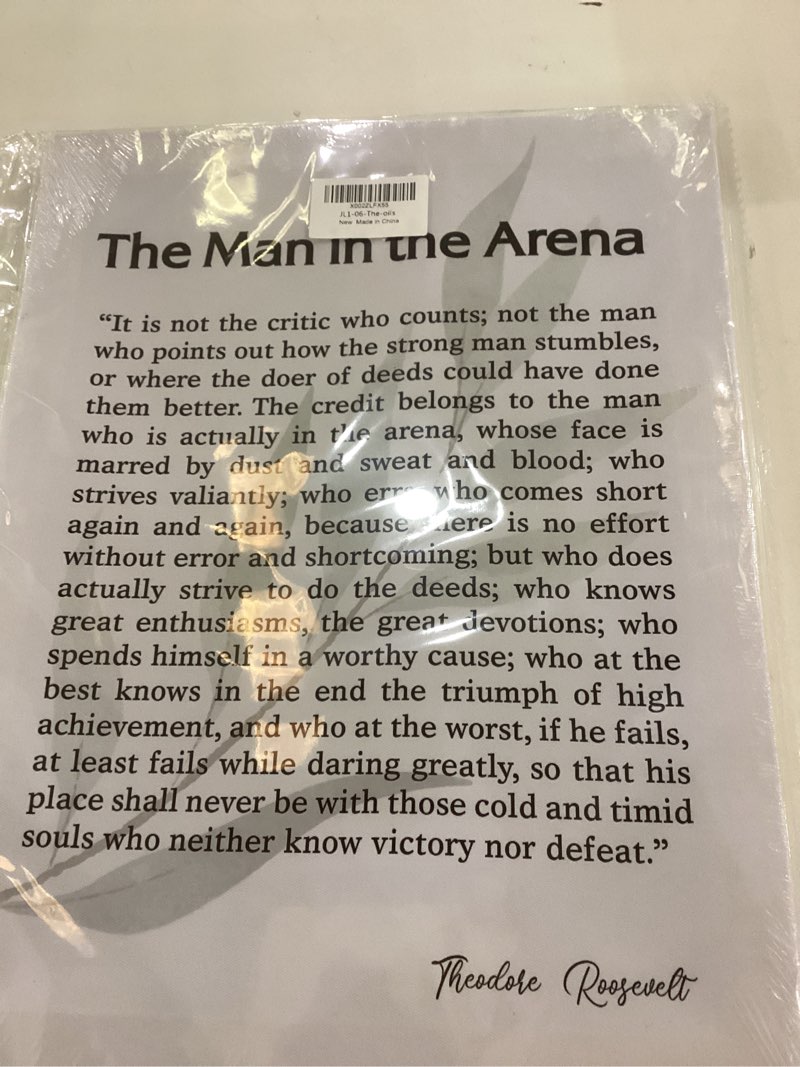 X002ZLFX55
JL1-06-The-oils
New Made in China
The Man in the Arena
“It is not the critic who counts; not the man
who points out how the strong man stumbles,
or where the doer of deeds could have done
them better. The credit belongs to the man
who is actually in the arena, whose face is
marred by dust and sweat and blood; who
strives valiantly; who errs, who comes short
again and again, because there is no effort
without error and shortcoming; but who does
actually strive to do the deeds; who knows
great enthusiasms, the great devotions; who
spends himself in a worthy cause; who at the
best knows in the end the triumph of high
achievement, and who at the worst, if he fails,
at least fails while daring greatly, so that his
place shall never be with those cold and timid
souls who neither know victory nor defeat.”
Theodore Roosevelt